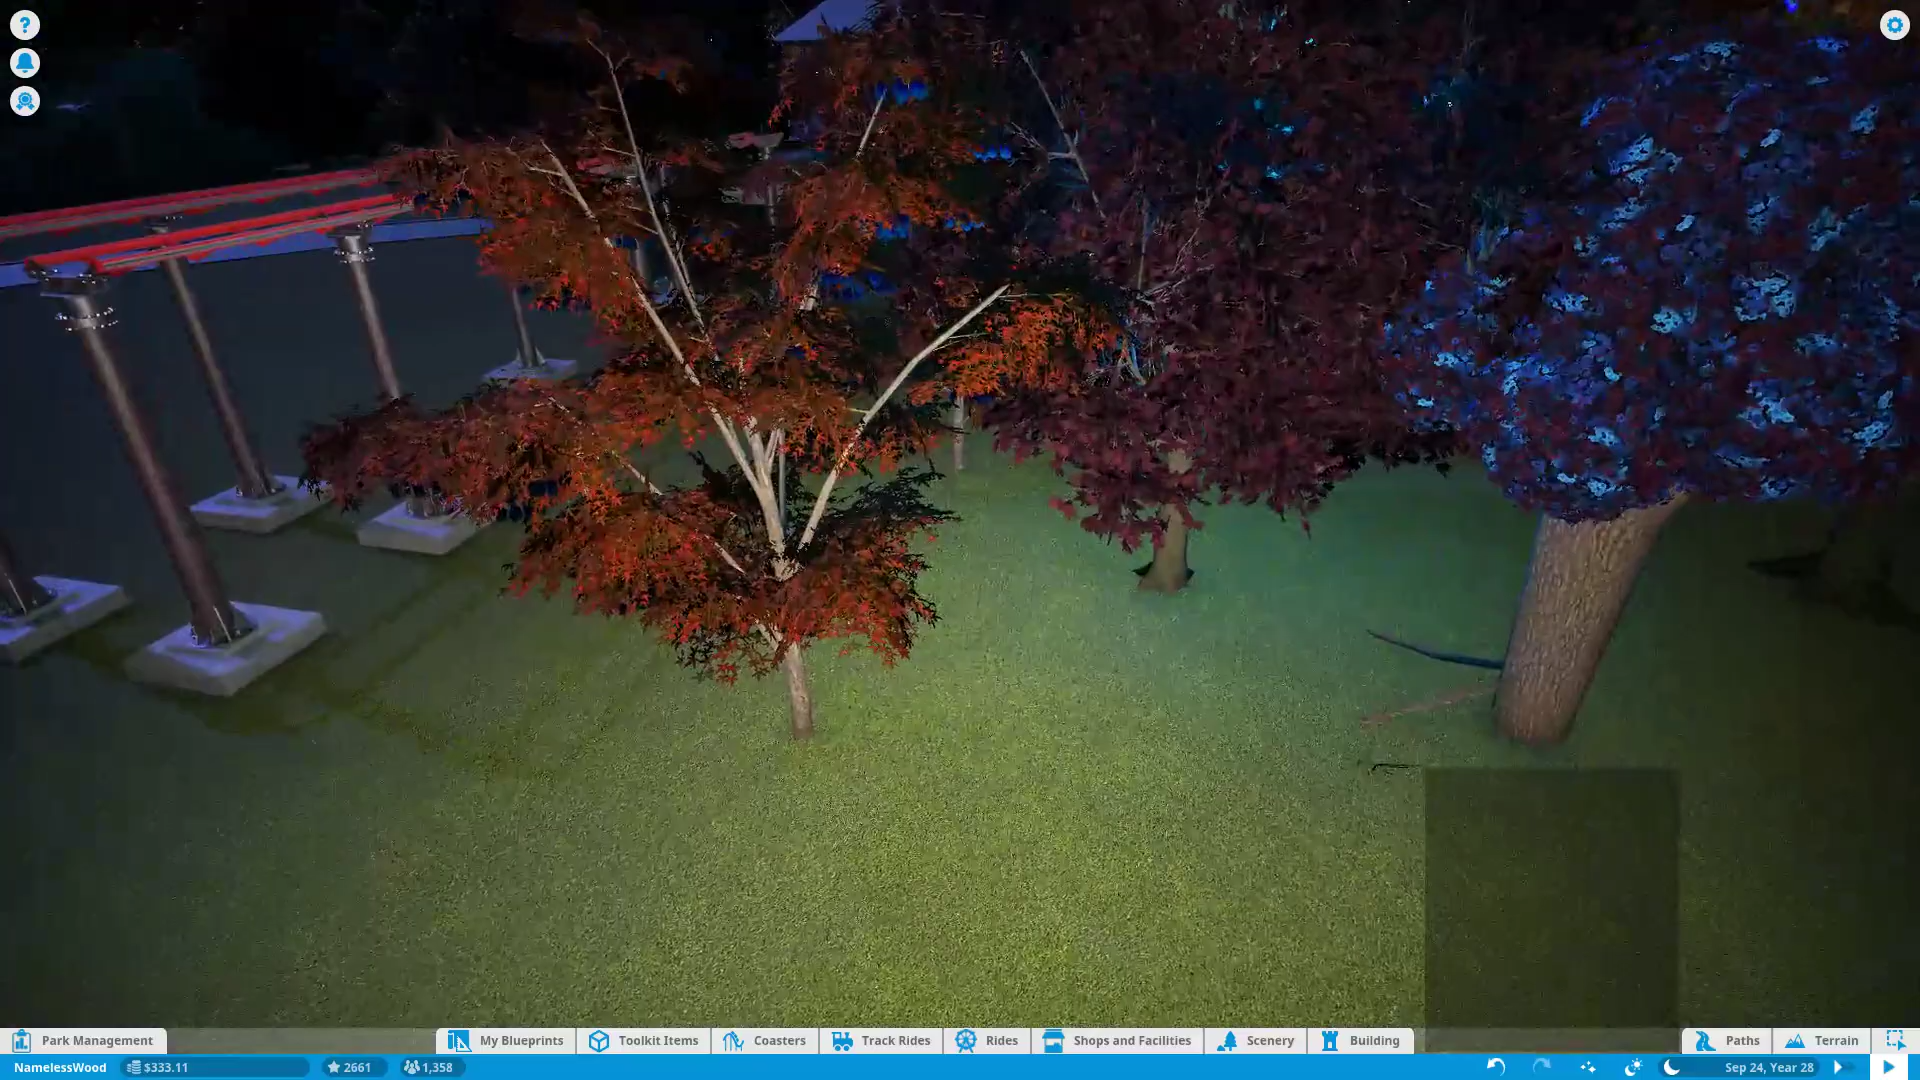 ?
Park Management
My Blueprints
Toolkit Items
Coasters
Track Rides
Rides
Shops and Facilities
Scenery
Building
Paths
Terrain
NamelessWood
$333.11
2661
1,358
Sep 24, Year 28